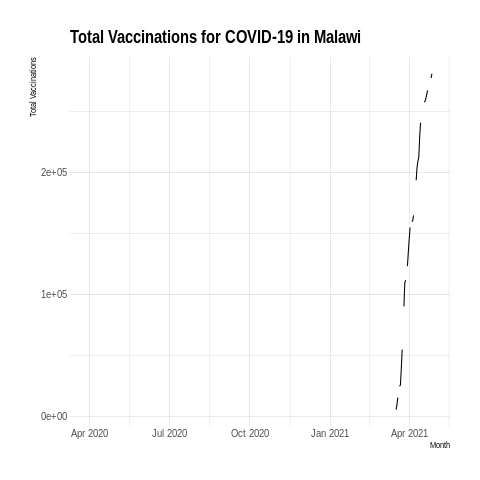 Total Vaccinations for COVID-19 in Malawi
Total Vaccinations
2e+05
1e+05
0e+00
Apr 2020 Jul 2020 Oct 2020 Jan 2021 Apr 2021
Month